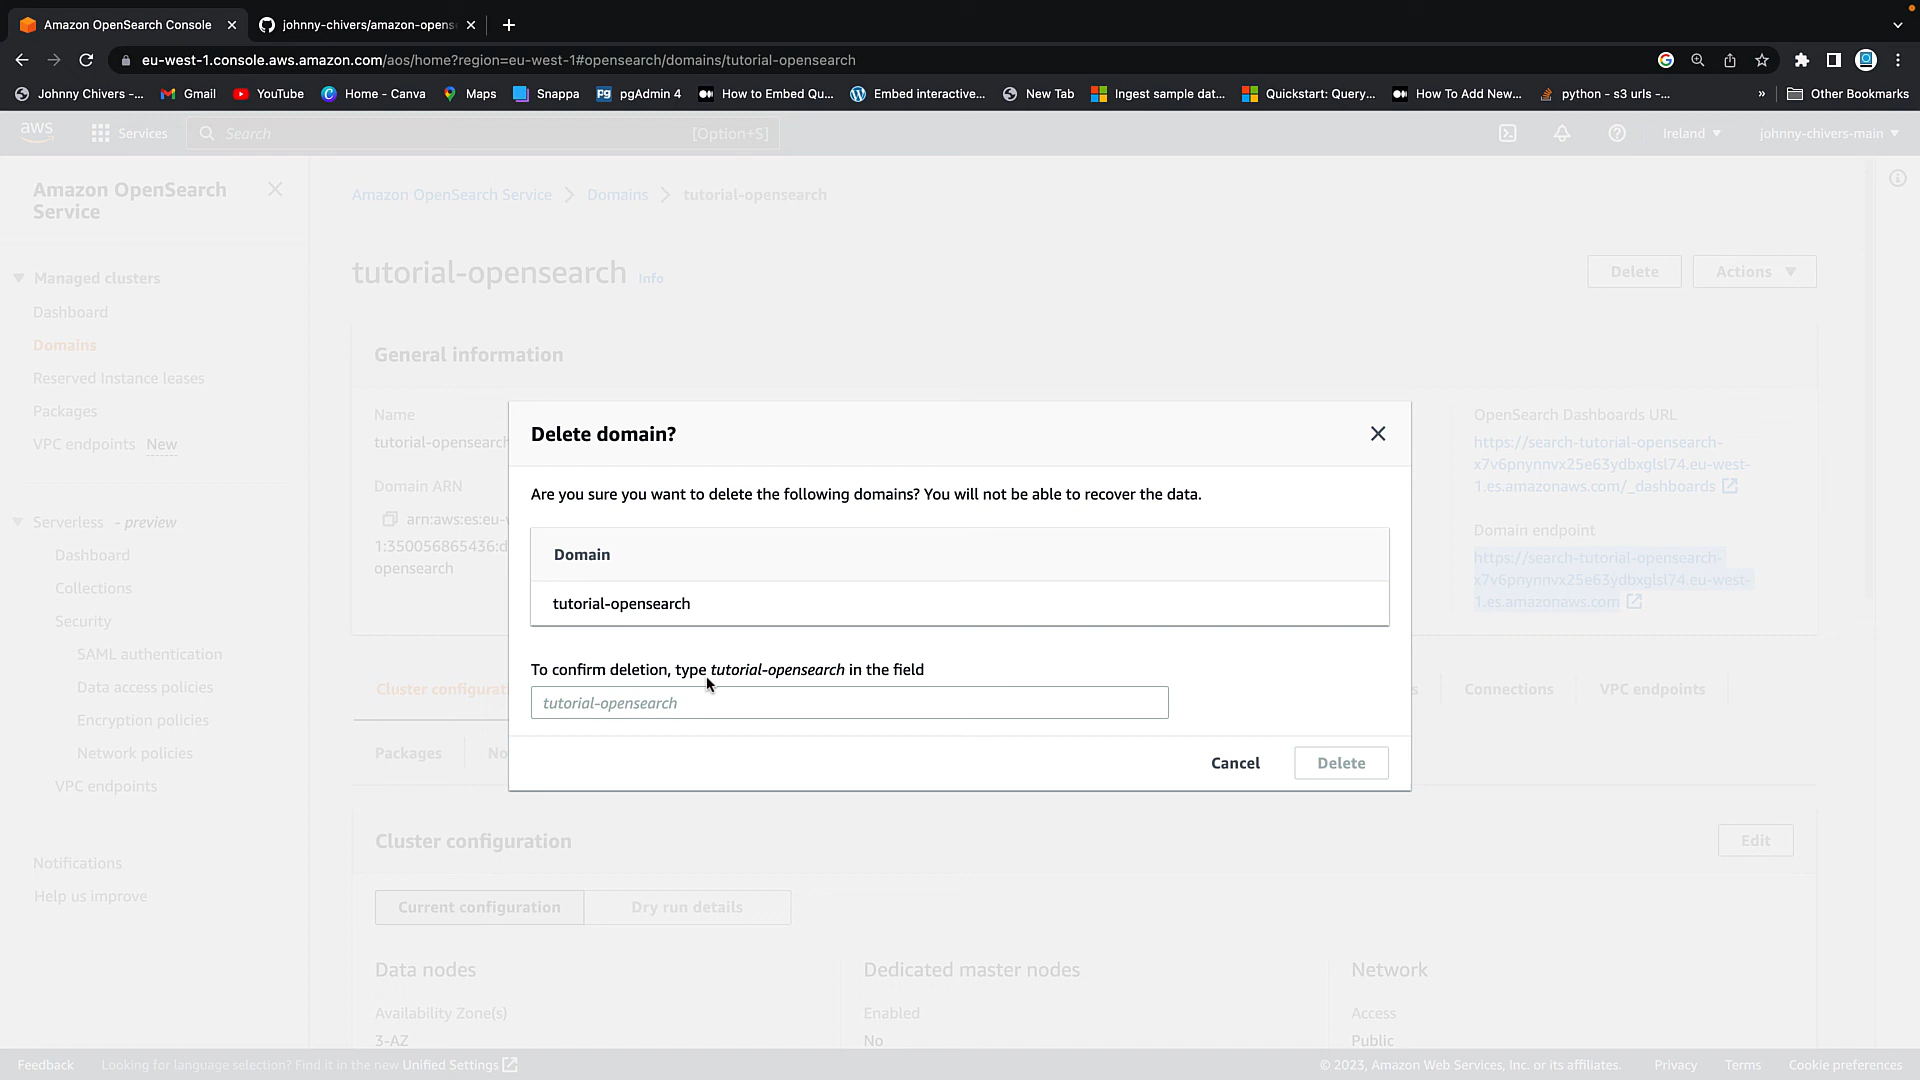 Amazon OpenSearch Console
johnny-chivers/amazon-opens
eu-west-1.console.aws.amazon.com/aos/home?region=eu-west-1#opensearch/domains/tutorial-opensearch
Johnny Chivers -...
Gmail
YouTube
Home - Canva
Maps
Snappa
pgAdmin 4
How to Embed Qu...
Embed interactive...
New Tab
Ingest sample dat...
Quickstart: Query...
How To Add New...
python - s3 urls -...
»
Other Bookmarks
aws
Services
Search
[Option+S]
Ireland
johnny-chivers-main
Amazon OpenSearch
Service
Managed clusters
Dashboard
Domains
Reserved Instance leases
Packages
VPC endpoints New
Serverless - preview
Dashboard
Collections
Security
SAML authentication
Data access policies
Encryption policies
Network policies
VPC endpoints
Notifications
Help us improve
Amazon OpenSearch Service
Domains
tutorial-opensearch
tutorial-opensearch Info
Delete
Actions
General information
Name
tutorial-opensearch
Domain ARN
arn:aws:es:eu-w
1:350056865436:d
opensearch
OpenSearch Dashboards URL
https://search-tutorial-opensearch-
x7v6pnynnvx25e63ydbxglsl74.eu-west-
1.es.amazonaws.com/_dashboards
Domain endpoint
https://search-tutorial-opensearch-
x7v6pnynnvx25e63ydbxglsl74.eu-west-
1.es.amazonaws.com
Delete domain?
Are you sure you want to delete the following domains? You will not be able to recover the data.
Domain
tutorial-opensearch
To confirm deletion, type tutorial-opensearch in the field
tutorial-opensearch
Cancel
Delete
Cluster configurat
s
Connections
VPC endpoints
Packages
No
Cluster configuration
Edit
Current configuration
Dry run details
Data nodes
Availability Zone(s)
3-AZ
Dedicated master nodes
Enabled
No
Network
Access
Public
Feedback
Looking for language selection? Find it in the new Unified Settings
© 2023, Amazon Web Services, Inc. or its affiliates.
Privacy
Terms
Cookie preferences